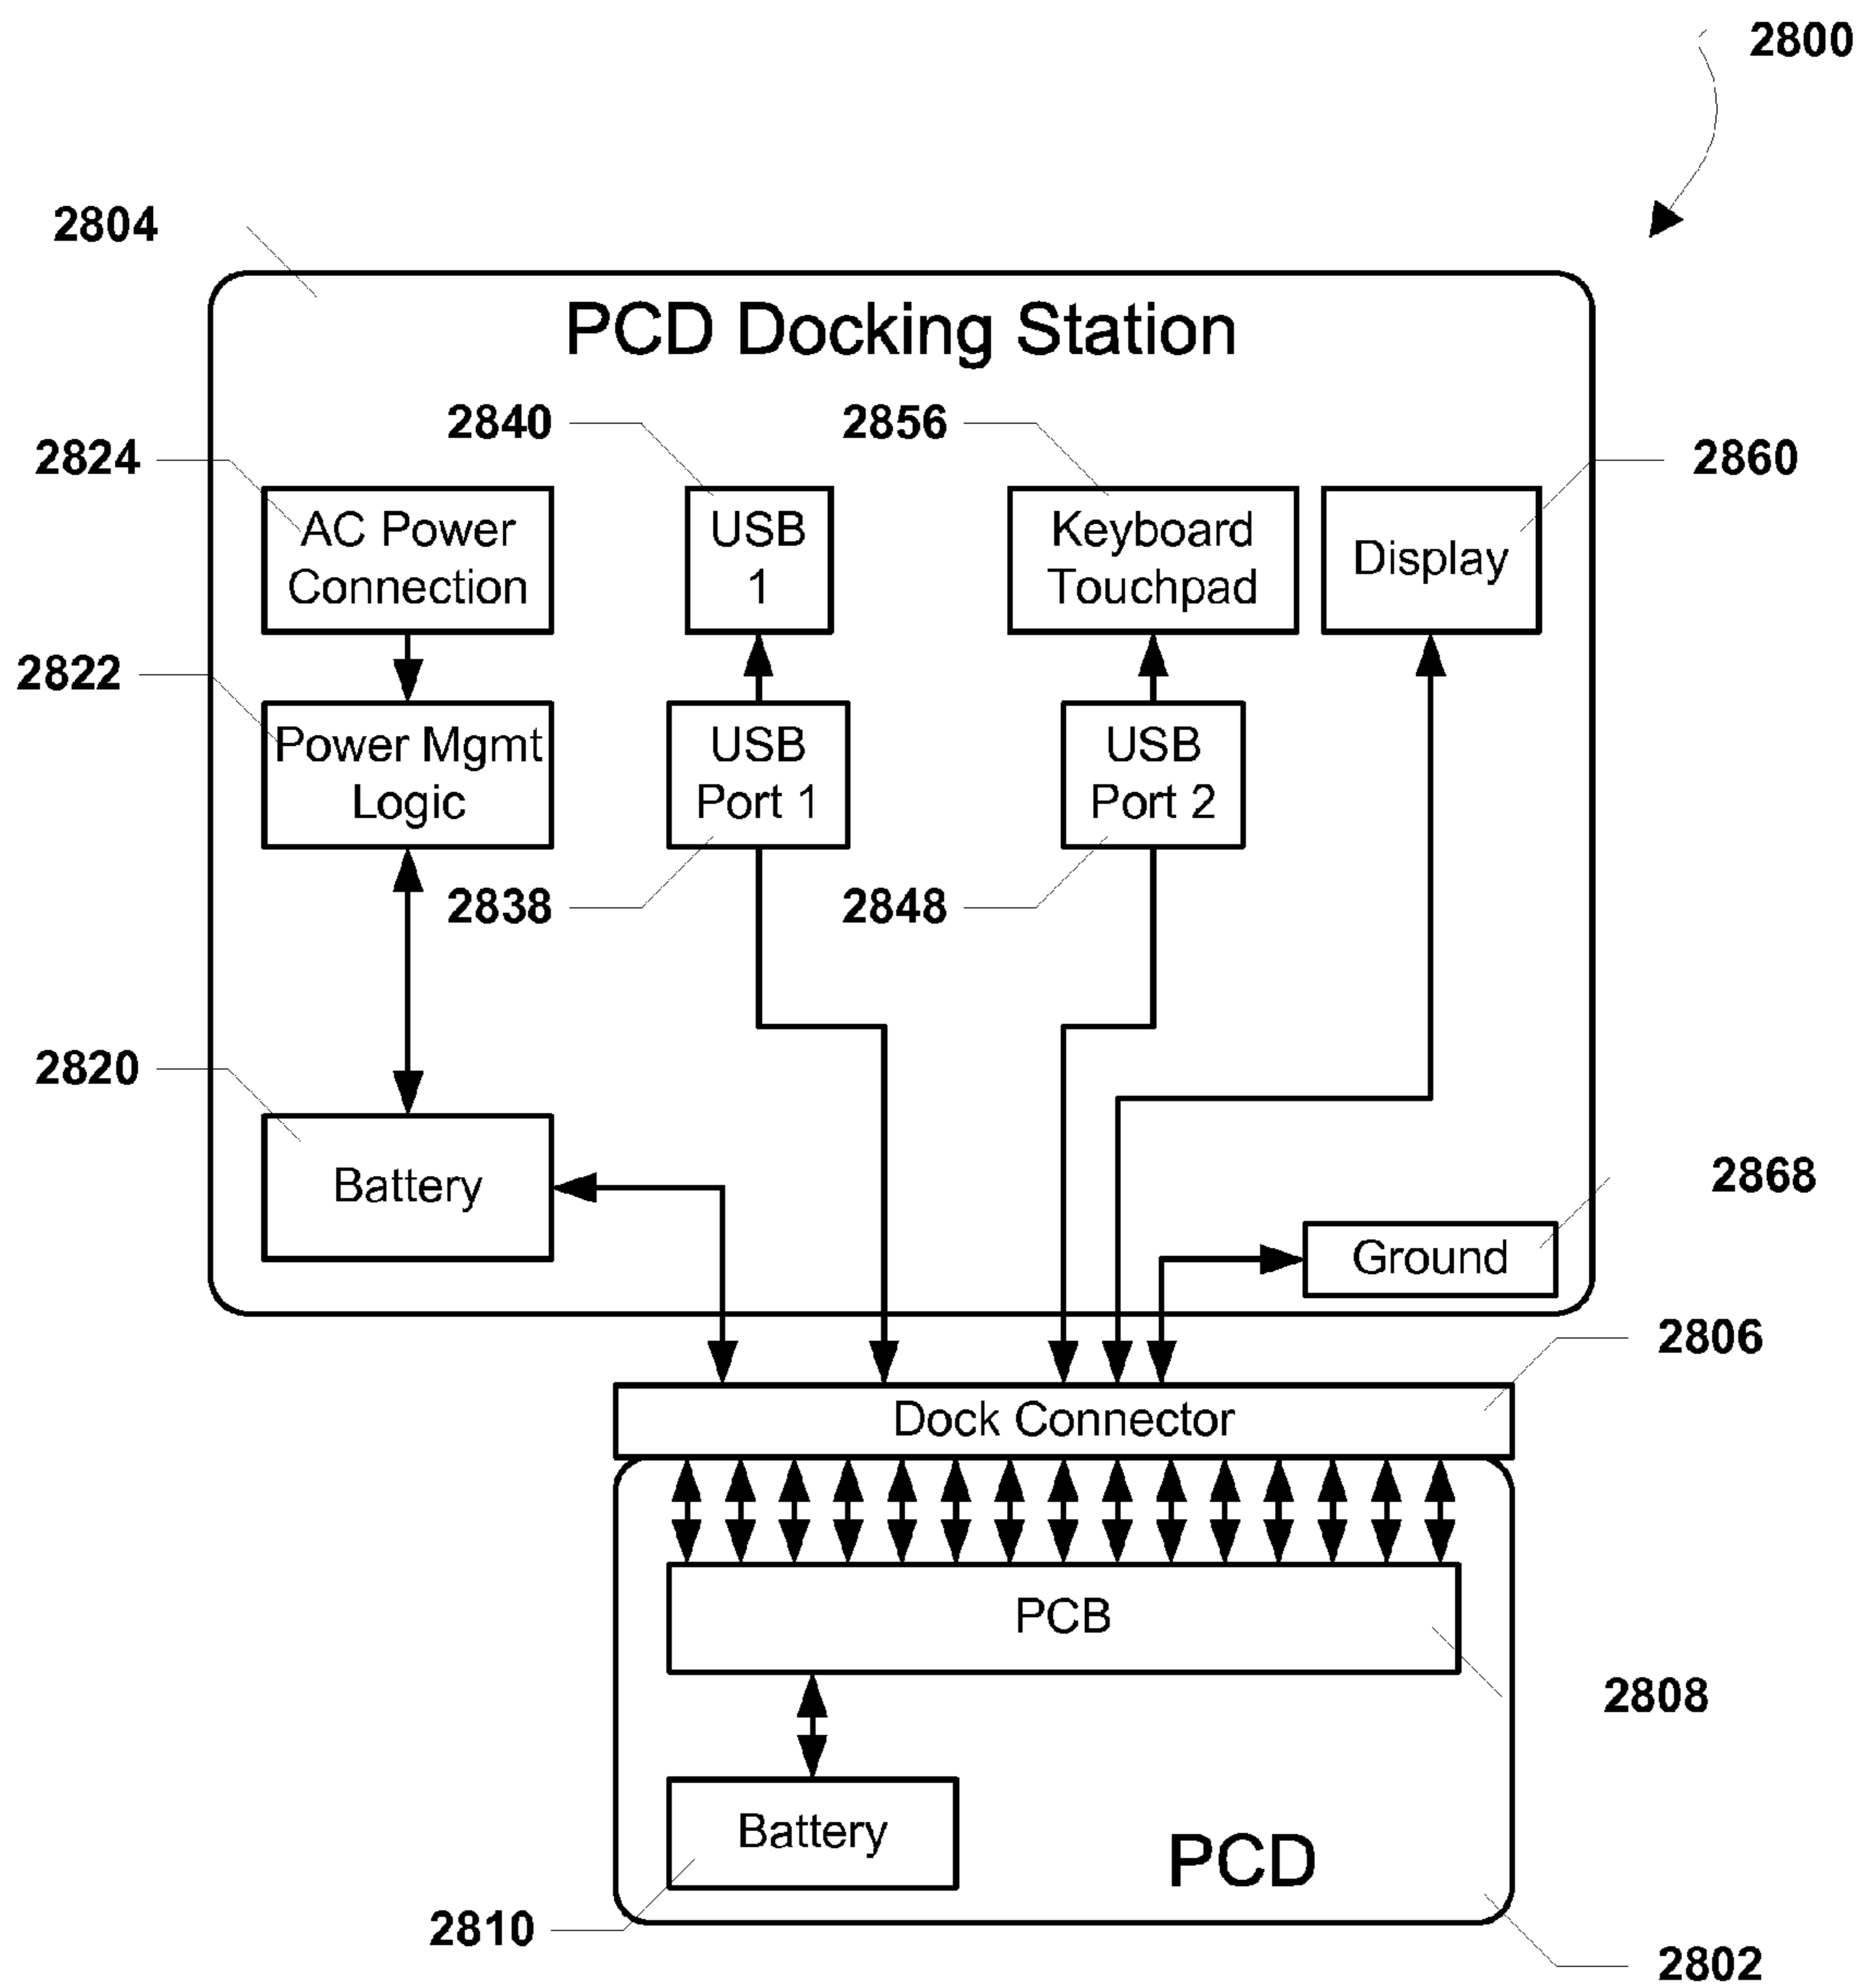 2800
2804
PCD Docking Station
2840
2856
2824
2860
AC Power
Connection
USB
1
Keyboard
Touchpad
Display
2822
Power Mgmt
Logic
USB
Port 1
USB
Port 2
2838
2848
2820
Battery
2868
Ground
2806
Dock Connector
PCB
2808
Battery
PCD
2810
2802